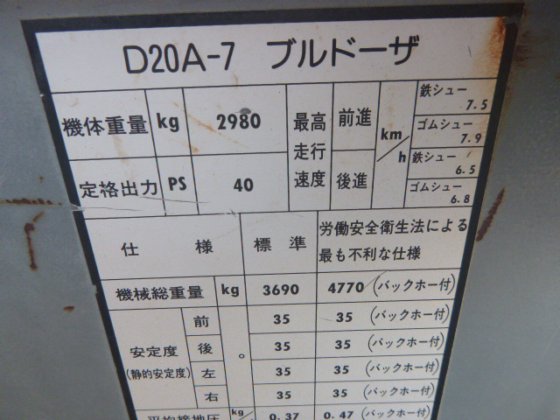 D20A-7 ブルドーザ
機体重量 kg 2980
定格出力 PS 40
最高走行速度 km/h
前進 鉄シュー 7.5
ゴムシュー 7.9
後進 鉄シュー 6.5
ゴムシュー 6.8
仕様 標準 労働安全衛生法による
最も不利な仕様
機械総重量 kg 3690 4770 (バックホー付)
安定度
(静的安定度)
前 ° 35 35 (バックホー付)
後 35 35 (バックホー付)
左 35 35 (バックホー付)
右 35 35 (バックホー付)
平均接地圧 kg/ 0.37 0.47 (バックホー付)